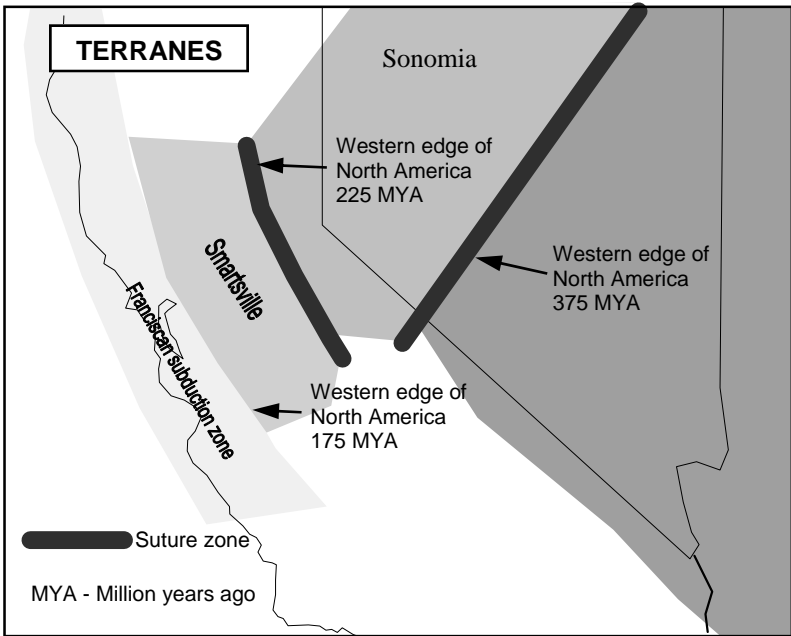 TERRANES
Sonomia
Western edge of
North America
225 MYA
Western edge of
North America
375 MYA
Smartsville
Franciscan subduction zone
Western edge of
North America
175 MYA
Suture zone
MYA - Million years ago